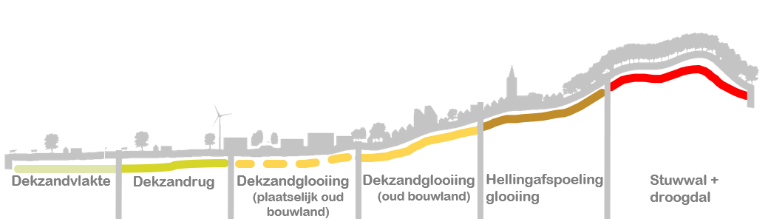 Dekzandvlakte
Dekzandrug
Dekzandglooiing
(plaatselijk oud
bouwland)
Dekzandglooiing
(oud bouwland)
Hellingafspoeling
glooiing
Stuwwal +
droogdal